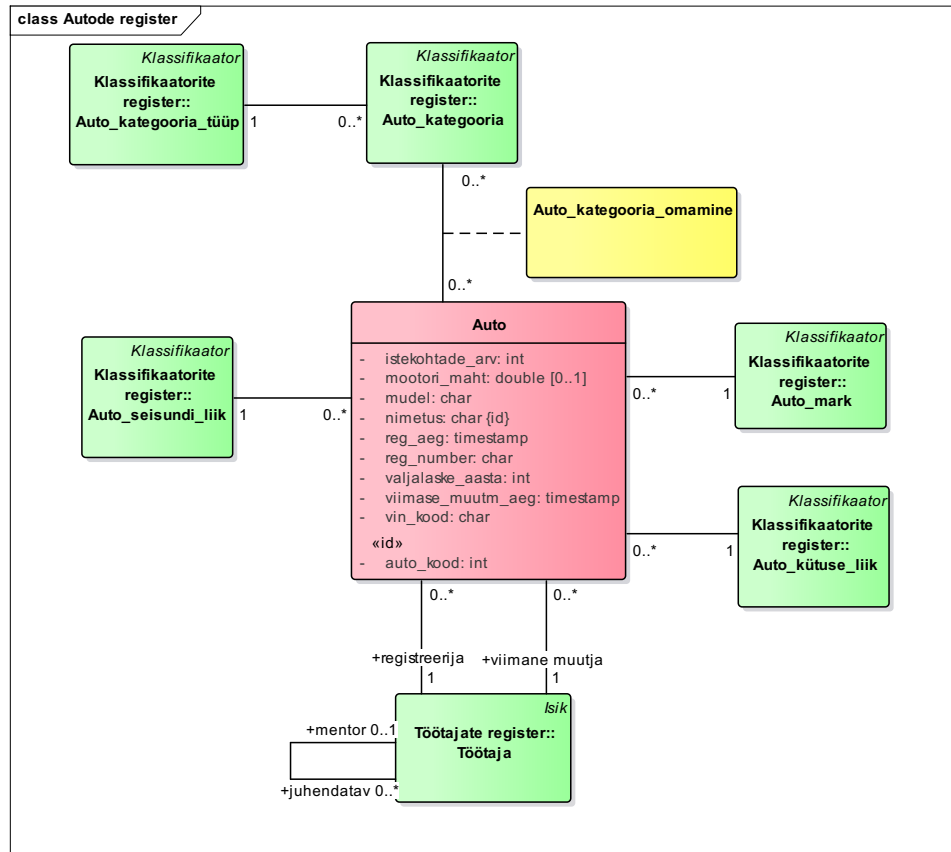 class Autode register
Klassifikaator
Klassifikaatorite
register::
Auto_kategooria_tüüp
1
0..*
Klassifikaator
Klassifikaatorite
register::
Auto_kategooria
0..*
Auto_kategooria_omamine
0..*
Klassifikaator
Klassifikaatorite
register::
Auto_seisundi_liik
1
0..*
Auto
- istekohtade_arv: int
- mootori_maht: double [0..1]
- mudel: char
- nimetus: char {id}
- reg_aeg: timestamp
- reg_number: char
- valjalaske_aasta: int
- viimase_muutm_aeg: timestamp
- vin_kood: char
«id»
- auto_kood: int
0..*
1
Klassifikaator
Klassifikaatorite
register::
Auto_mark
0..*
1
Klassifikaator
Klassifikaatorite
register::
Auto_kütuse_liik
0..*
0..*
+registreerija
1
+viimane muutja
1
Isik
Töötajate register::
Töötaja
+mentor 0..1
+juhendatav 0..*